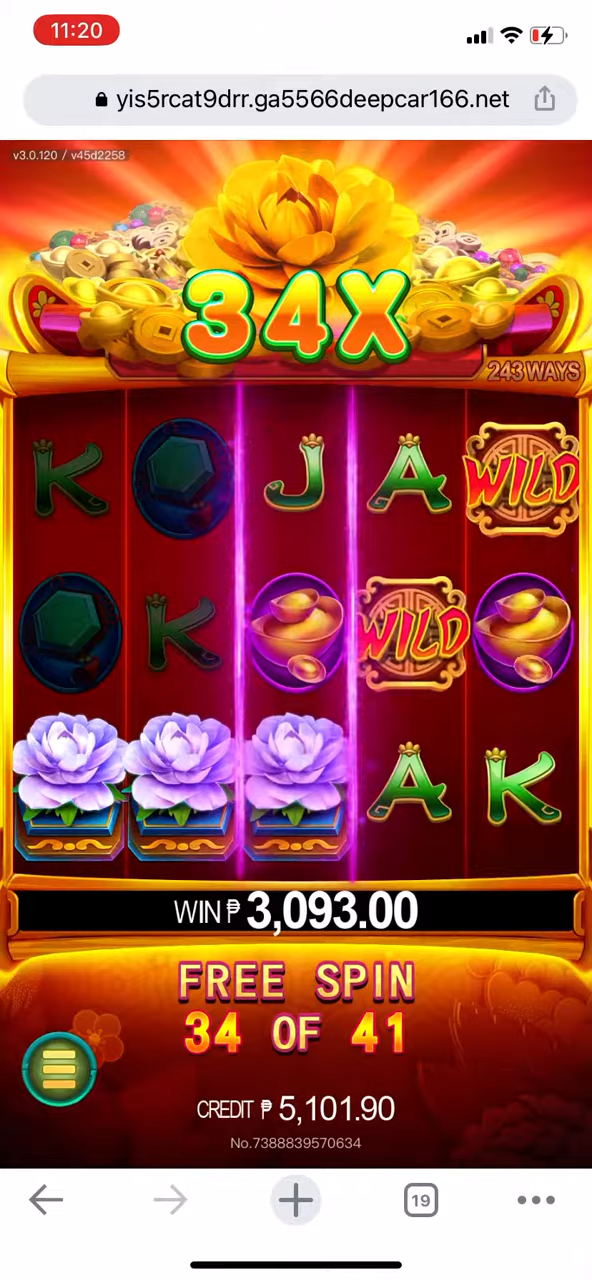 11:20
yis5rcat9drr.ga5566deepcar166.net
v3.0.120 / v45d2258
34X
243 WAYS
K J A WILD
K WILD
A K
WIN ₱ 3,093.00
FREE SPIN
34 OF 41
CREDIT ₱ 5,101.90
No.7388839570634
19